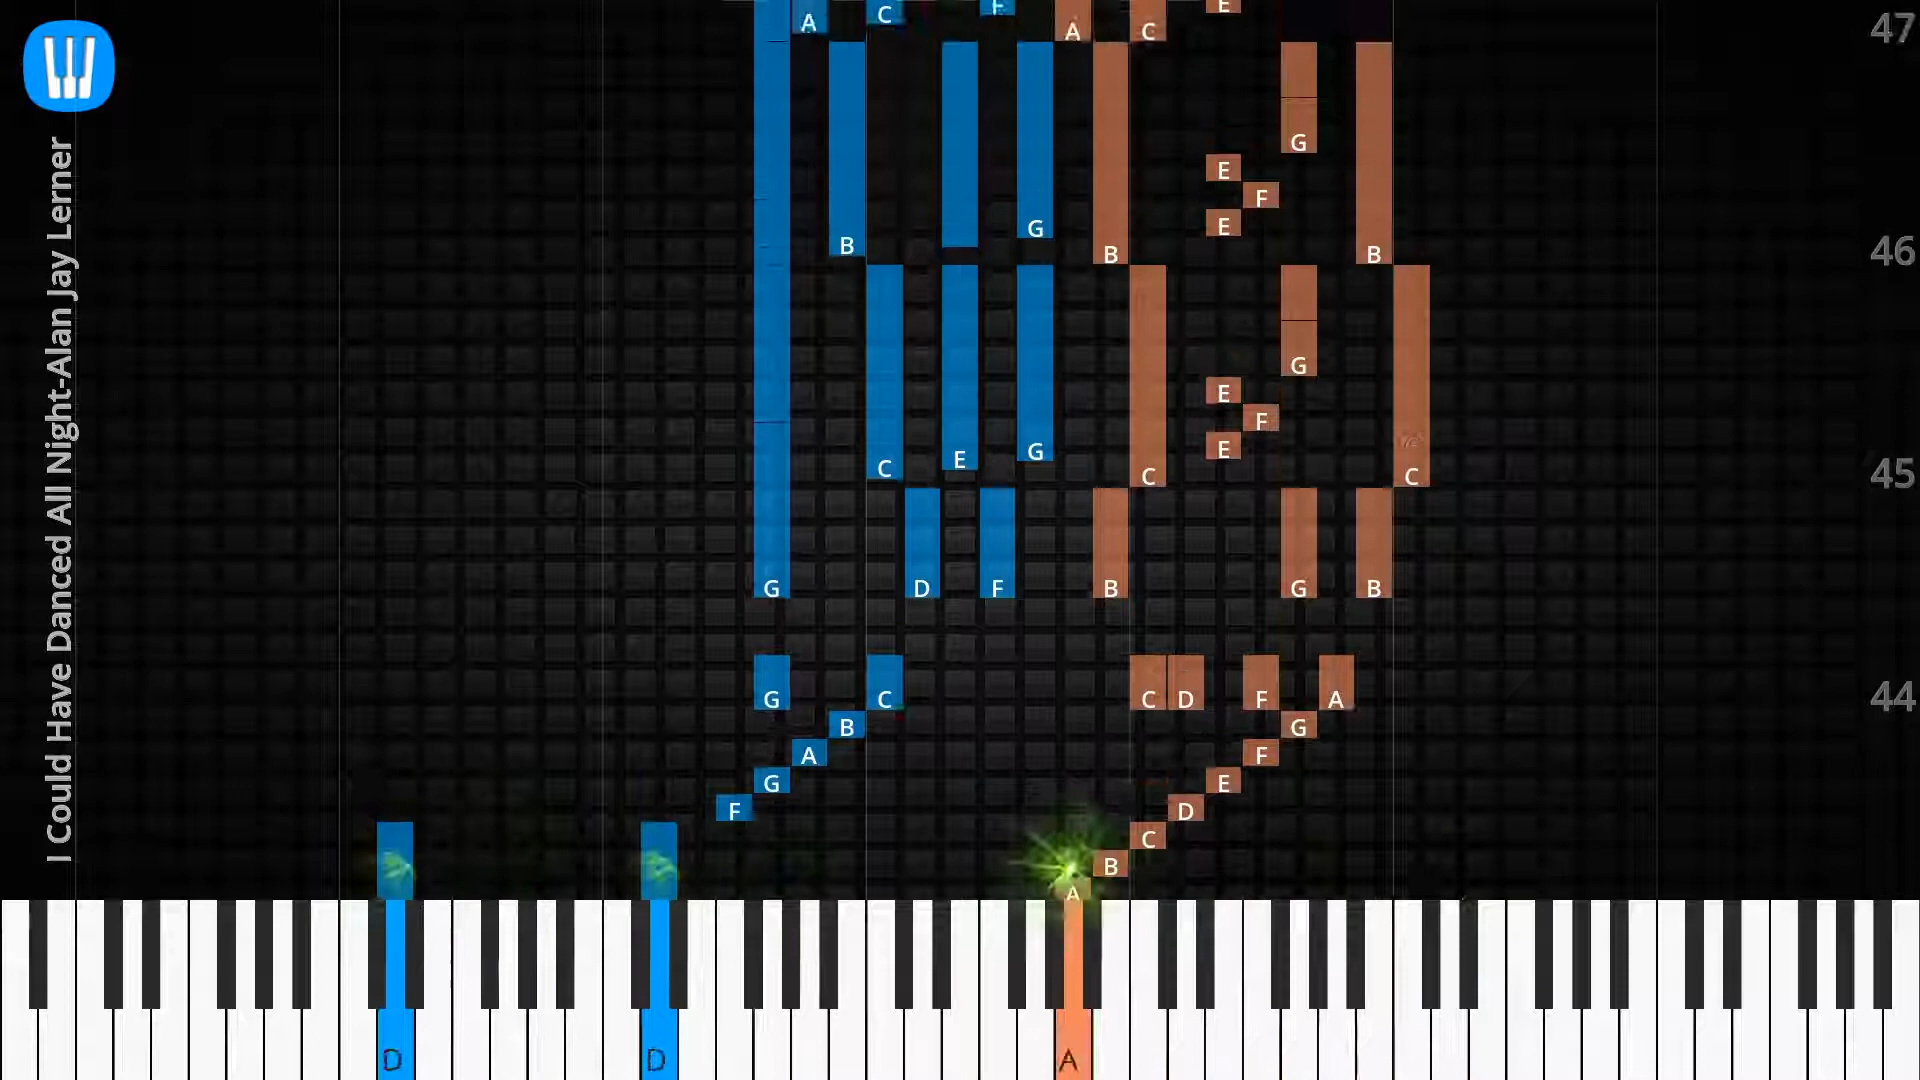 I Could Have Danced All Night-Alan Jay Lerner
A C F A C E 47
G
E
F
G E
B B B 46
G
E
F
G E
C E C C 45
G D F B G B
G C C D F A 44
B G
A F
G E
F D
C
B
A
D D A